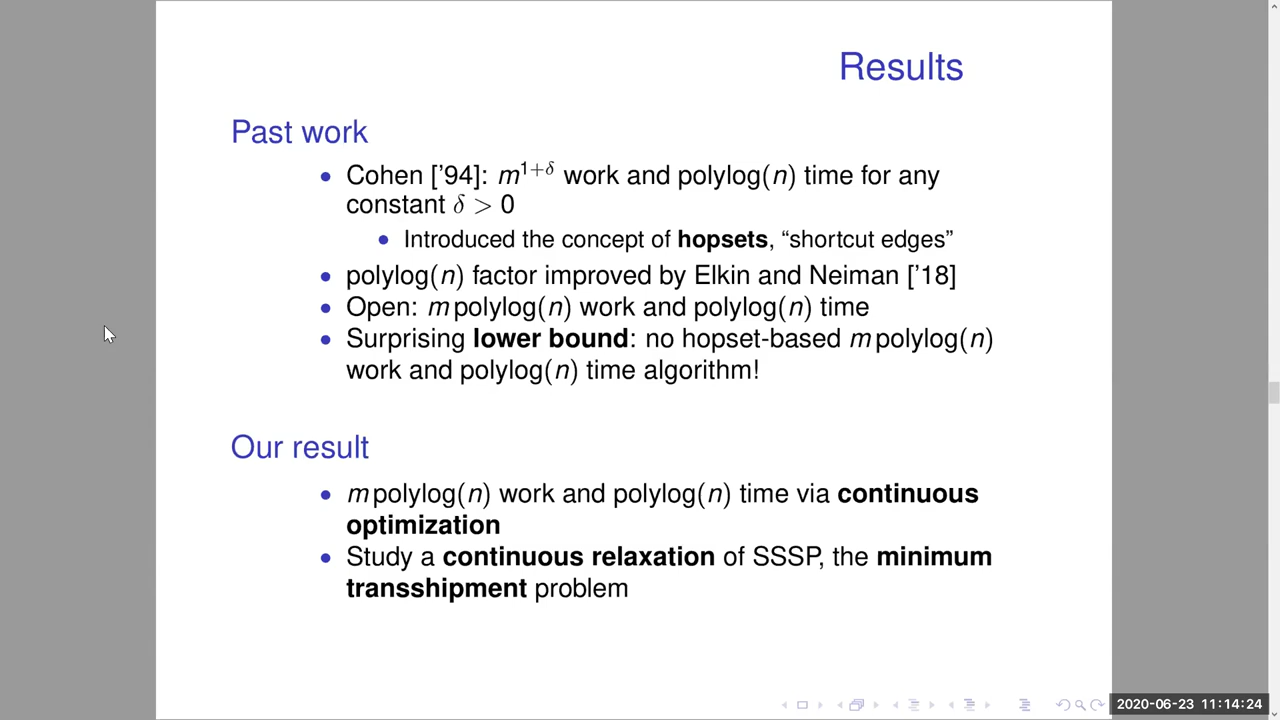 Results
Past work
• Cohen ['94]: m^{1+δ} work and polylog(n) time for any
constant δ > 0
• Introduced the concept of hopsets, “shortcut edges”
• polylog(n) factor improved by Elkin and Neiman ['18]
• Open: m polylog(n) work and polylog(n) time
• Surprising lower bound: no hopset-based m polylog(n)
work and polylog(n) time algorithm!
Our result
• m polylog(n) work and polylog(n) time via continuous
optimization
• Study a continuous relaxation of SSSP, the minimum
transshipment problem
2020-06-23 11:14:24